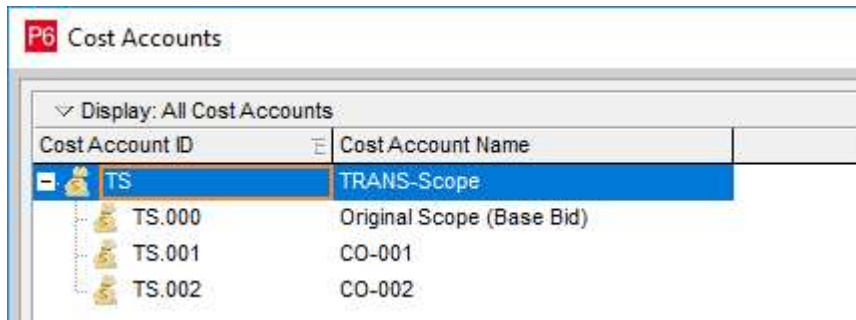 P6 Cost Accounts
Display: All Cost Accounts
Cost Account ID Cost Account Name
TS TRANS-Scope
TS.000 Original Scope (Base Bid)
TS.001 CO-001
TS.002 CO-002